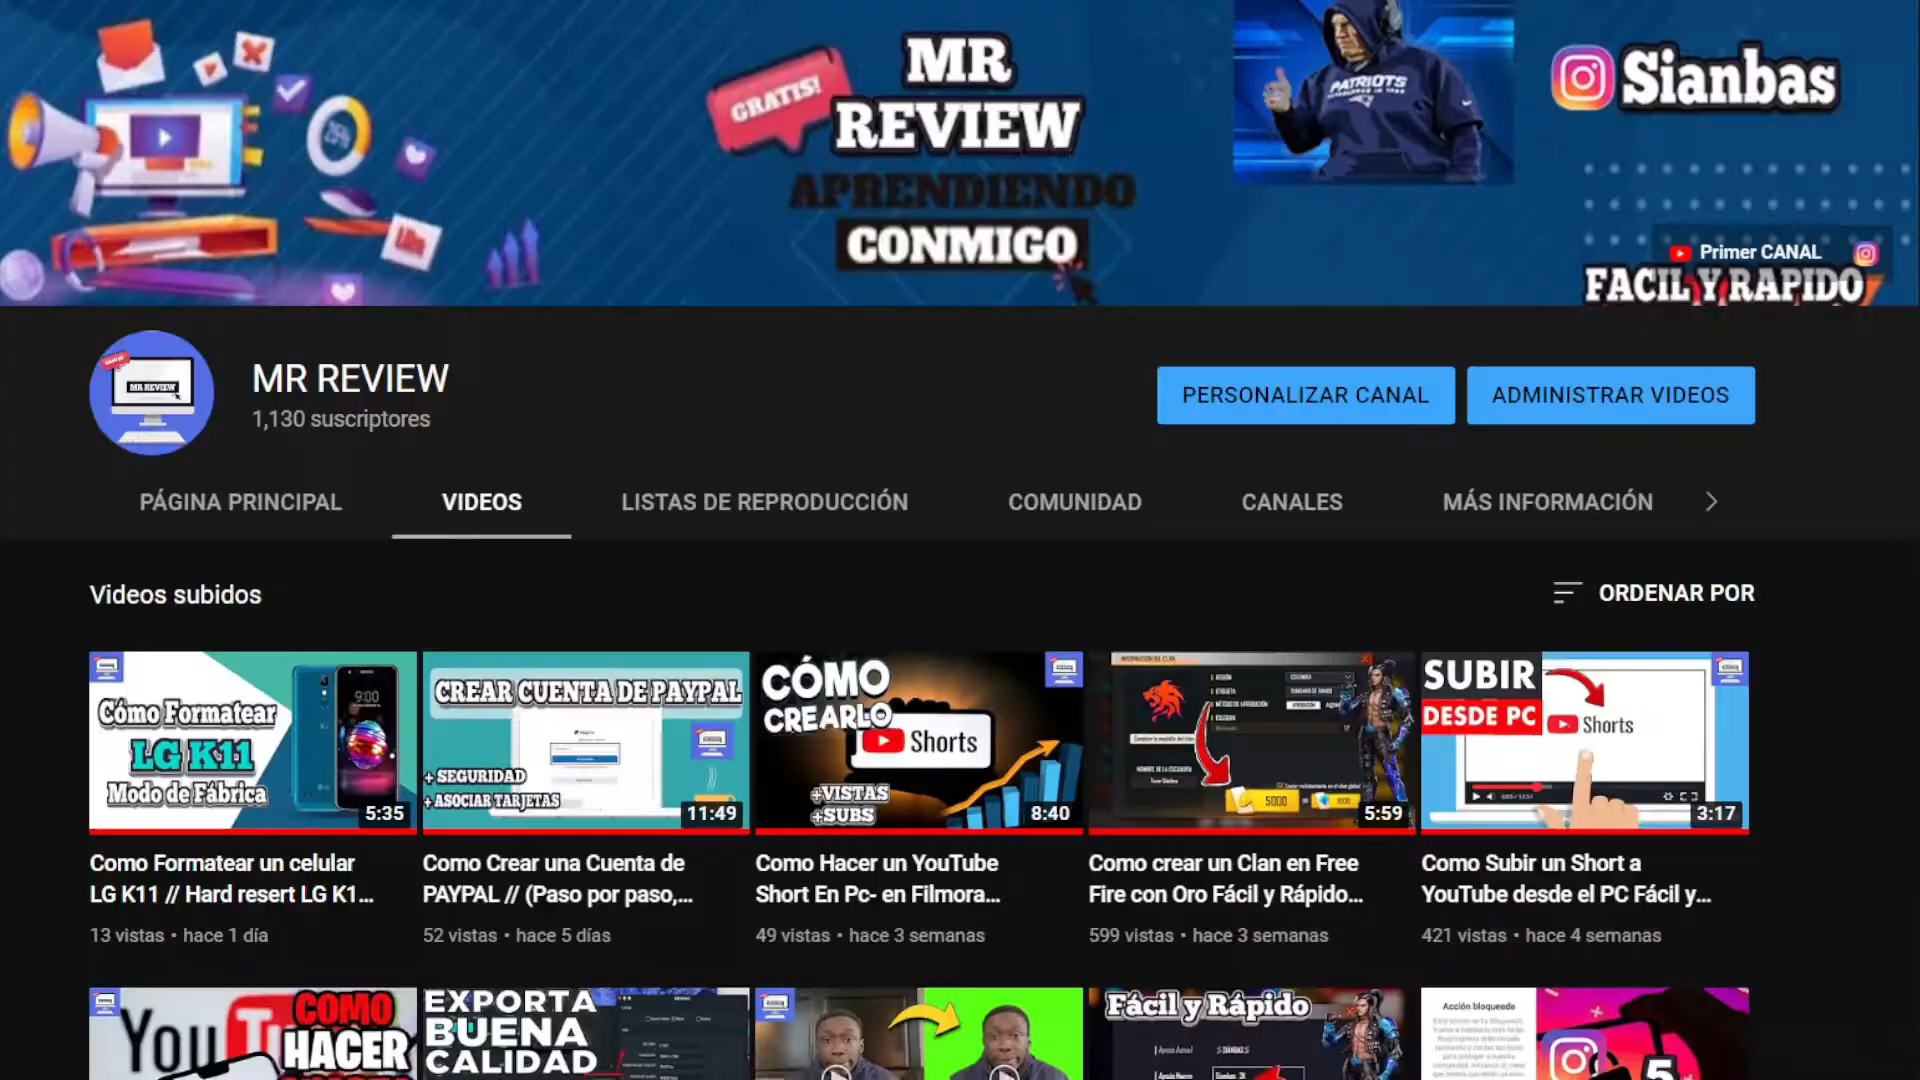 GRATIS!
MR
REVIEW
APRENDIENDO
CONMIGO
PATRIOTS
Sianbas
Primer CANAL
FACIL Y RAPIDO
25%
MR REVIEW
MR REVIEW
1,130 suscriptores
PERSONALIZAR CANAL
ADMINISTRAR VIDEOS
PÁGINA PRINCIPAL
VIDEOS
LISTAS DE REPRODUCCIÓN
COMUNIDAD
CANALES
MÁS INFORMACIÓN
Videos subidos
ORDENAR POR
Cómo Formatear
LG K11
Modo de Fábrica
9:00
5:35
CREAR CUENTA DE PAYPAL
+ SEGURIDAD
+ ASOCIAR TARJETAS
11:49
CÓMO
CREARLO
Shorts
+VISTAS
+SUBS
8:40
5000
5:59
SUBIR
DESDE PC
Shorts
3:17
Como Formatear un celular
LG K11 // Hard resert LG K1...
13 vistas • hace 1 día
Como Crear una Cuenta de
PAYPAL // (Paso por paso,...
52 vistas • hace 5 días
Como Hacer un YouTube
Short En Pc- en Filmora...
49 vistas • hace 3 semanas
Como crear un Clan en Free
Fire con Oro Fácil y Rápido...
599 vistas • hace 3 semanas
Como Subir un Short a
YouTube desde el PC Fácil y...
421 vistas • hace 4 semanas
COMO
HACER
EXPORTA
BUENA
CALIDAD
Fácil y Rápido
Acción bloqueada
5